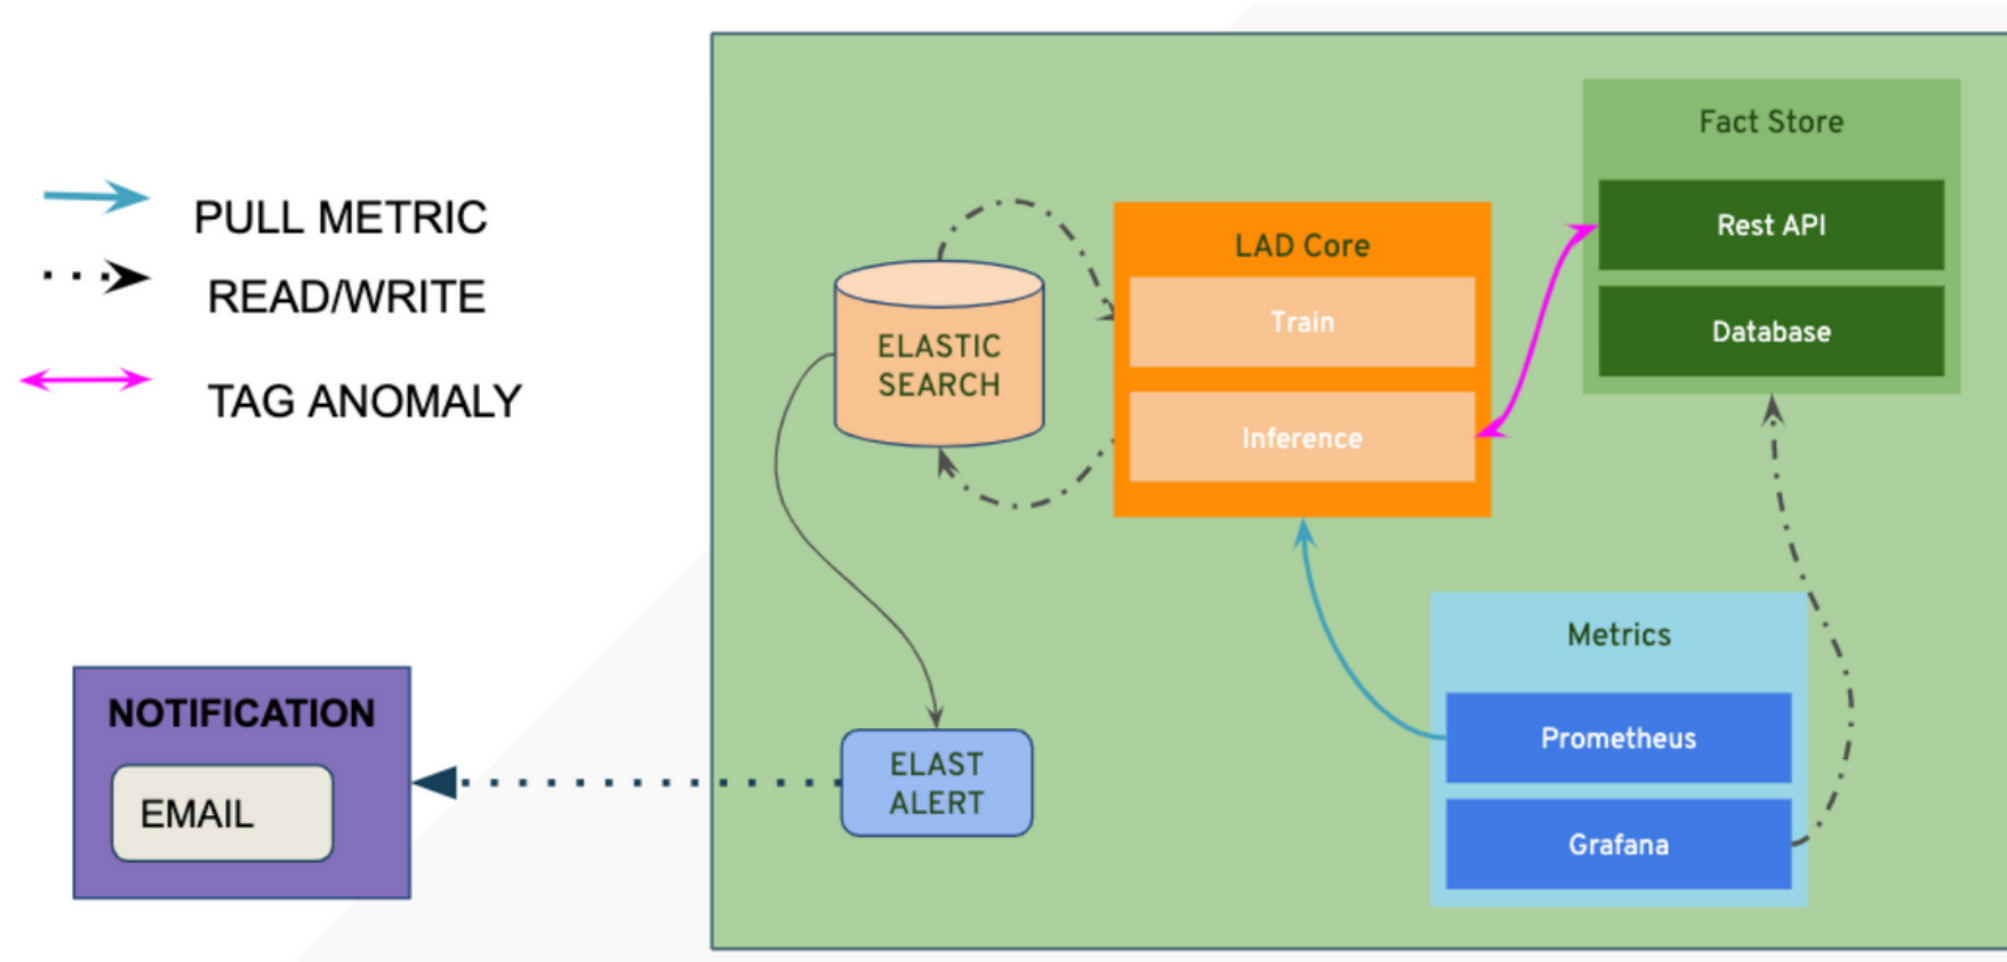 PULL METRIC
READ/WRITE
TAG ANOMALY
NOTIFICATION
EMAIL
ELASTIC
SEARCH
ELAST
ALERT
LAD Core
Train
Inference
Fact Store
Rest API
Database
Metrics
Prometheus
Grafana